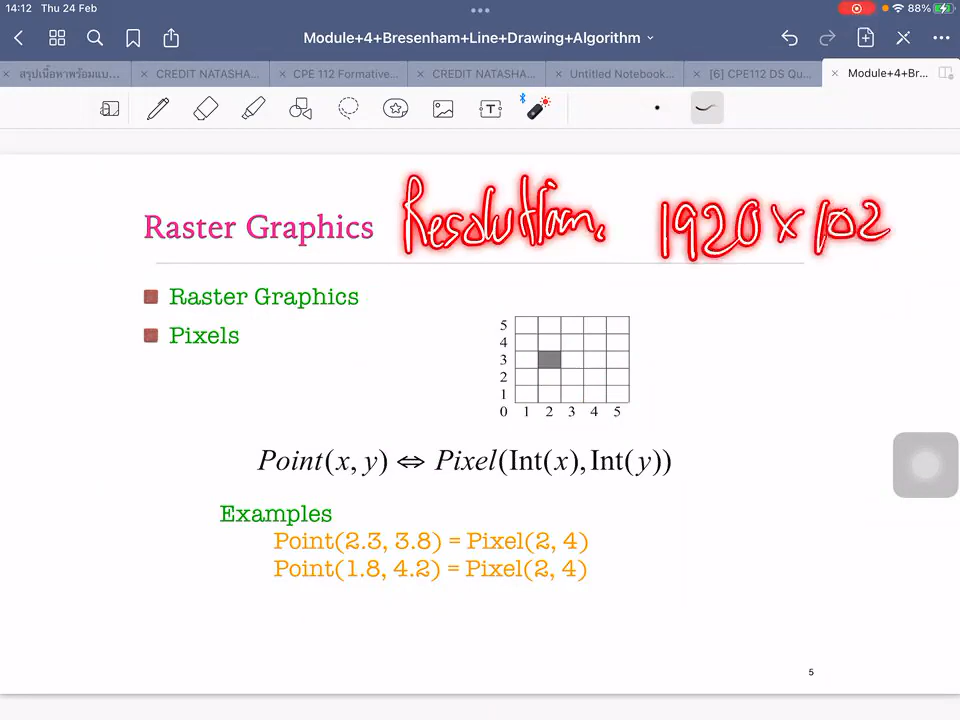 14:12 Thu 24 Feb 88%
Module+4+Bresenham+Line+Drawing+Algorithm
สรุปเนื้อหาพร้อมแบ... CREDIT NATASHA... CPE 112 Formative... CREDIT NATASHA... Untitled Notebook... [6] CPE112 DS Qu... Module+4+Br...
Raster Graphics Resolution, 1920 x 102
Raster Graphics
Pixels
5
4
3
2
1
0 1 2 3 4 5
Point(x, y) ⇔ Pixel(Int(x), Int(y))
Examples
Point(2.3, 3.8) = Pixel(2, 4)
Point(1.8, 4.2) = Pixel(2, 4)
5